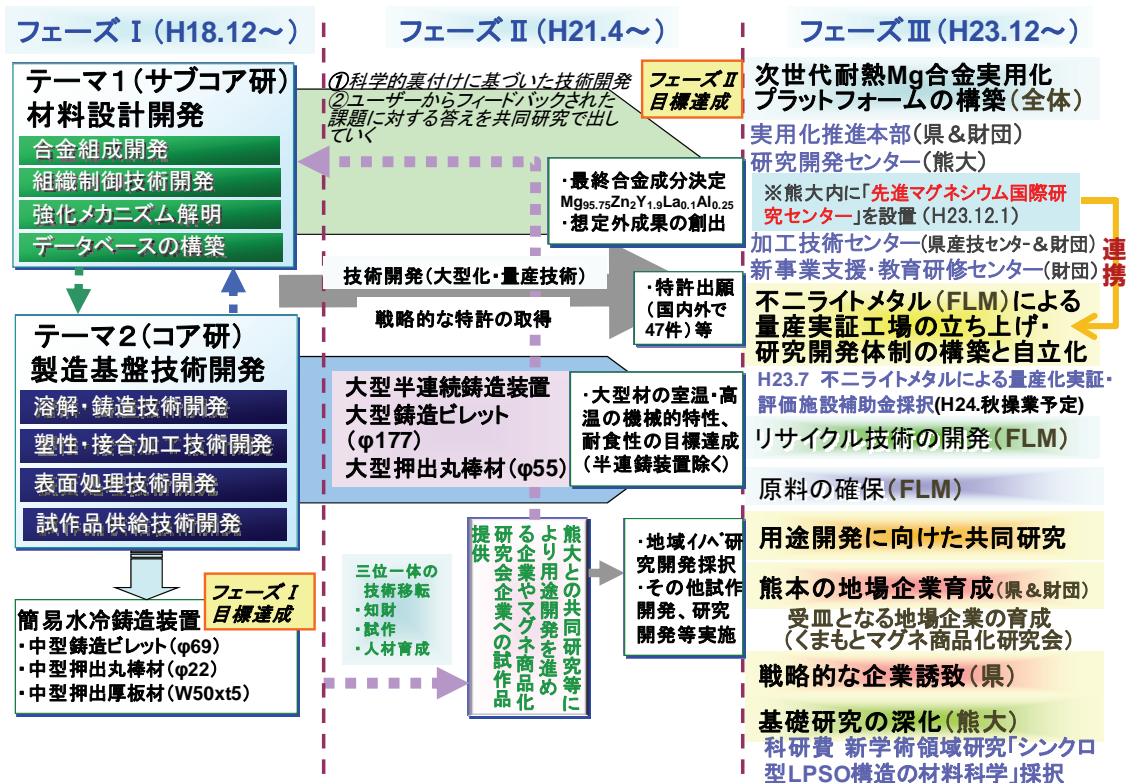 フェーズⅠ(H18.12～)
テーマ１(サブコア研)
材料設計開発
合金組成開発
組織制御技術開発
強化メカニズム解明
データベースの構築
テーマ２(コア研)
製造基盤技術開発
溶解・鋳造技術開発
塑性・接合加工技術開発
表面処理技術開発
試作品供給技術開発
フェーズⅠ
目標達成
簡易水冷鋳造装置
・中型鋳造ビレット(φ69)
・中型押出丸棒材(φ22)
・中型押出厚板材(W50xt5)
フェーズⅡ(H21.4～)
①科学的裏付けに基づいた技術開発
②ユーザーからフィードバックされた
課題に対する答えを共同研究で出し
ていく
フェーズⅡ
目標達成
・最終合金成分決定
Mg95.75Zn2Y1.9La0.1Al0.25
・想定外成果の創出
技術開発(大型化・量産技術)
戦略的な特許の取得
・特許出願
(国内外で
47件)等
大型半連続鋳造装置
大型鋳造ビレット
(φ177)
大型押出丸棒材(φ55)
・大型材の室温・高
温の機械的特性、
耐食性の目標達成
(半連鋳装置除く)
三位一体の
技術移転
・知財
・試作
・人材育成
熊大との共同研究等に
より用途開発を進め
る企業やマグネ商品化
研究会企業への試作品
提供
・地域イノベ研
究開発採択
・その他試作
開発、研究
開発等実施
フェーズⅢ(H23.12～)
次世代耐熱Mg合金実用化
プラットフォームの構築(全体)
実用化推進本部(県＆財団)
研究開発センター(熊大)
※熊大内に「先進マグネシウム国際研
究センター」を設置(H23.12.1)
加工技術センター(県産技センター＆財団)
新事業支援・教育研修センター(財団)
連携
不二ライトメタル(FLM)による
量産実証工場の立ち上げ・
研究開発体制の構築と自立化
H23.7 不二ライトメタルによる量産化実証・
評価施設補助金採択(H24.秋操業予定)
リサイクル技術の開発(FLM)
原料の確保(FLM)
用途開発に向けた共同研究
熊本の地場企業育成(県＆財団)
受皿となる地場企業の育成
(くまもとマグネ商品化研究会)
戦略的な企業誘致(県)
基礎研究の深化(熊大)
科研費 新学術領域研究「シンクロ
型LPSO構造の材料科学」採択